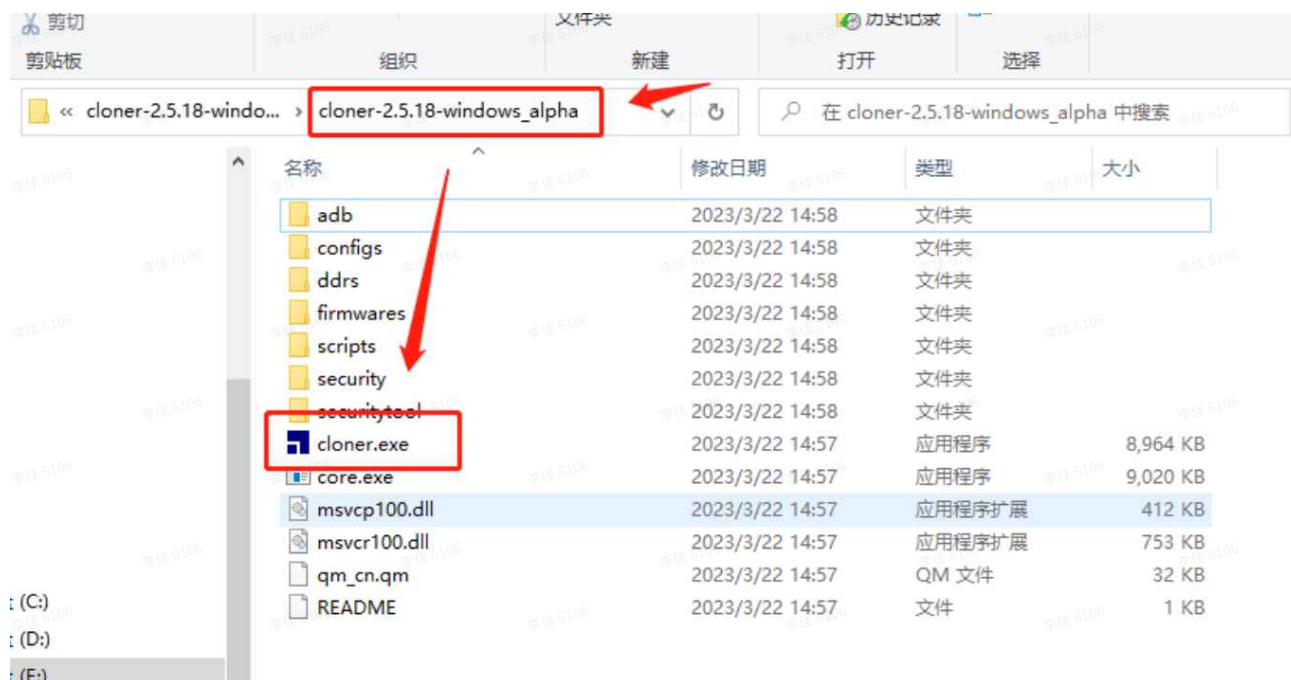 剪切
文件夹
历史记录
剪贴板
组织
新建
打开
选择
« cloner-2.5.18-windo... › cloner-2.5.18-windows_alpha
在 cloner-2.5.18-windows_alpha 中搜索
名称 修改日期 类型 大小
adb 2023/3/22 14:58 文件夹
configs 2023/3/22 14:58 文件夹
ddrs 2023/3/22 14:58 文件夹
firmwares 2023/3/22 14:58 文件夹
scripts 2023/3/22 14:58 文件夹
security 2023/3/22 14:58 文件夹
securitytool 2023/3/22 14:58 文件夹
cloner.exe 2023/3/22 14:57 应用程序 8,964 KB
core.exe 2023/3/22 14:57 应用程序 9,020 KB
msvcp100.dll 2023/3/22 14:57 应用程序扩展 412 KB
msvcr100.dll 2023/3/22 14:57 应用程序扩展 753 KB
qm_cn.qm 2023/3/22 14:57 QM 文件 32 KB
README 2023/3/22 14:57 文件 1 KB
(C:)
(D:)
(E:)
李佳 6106